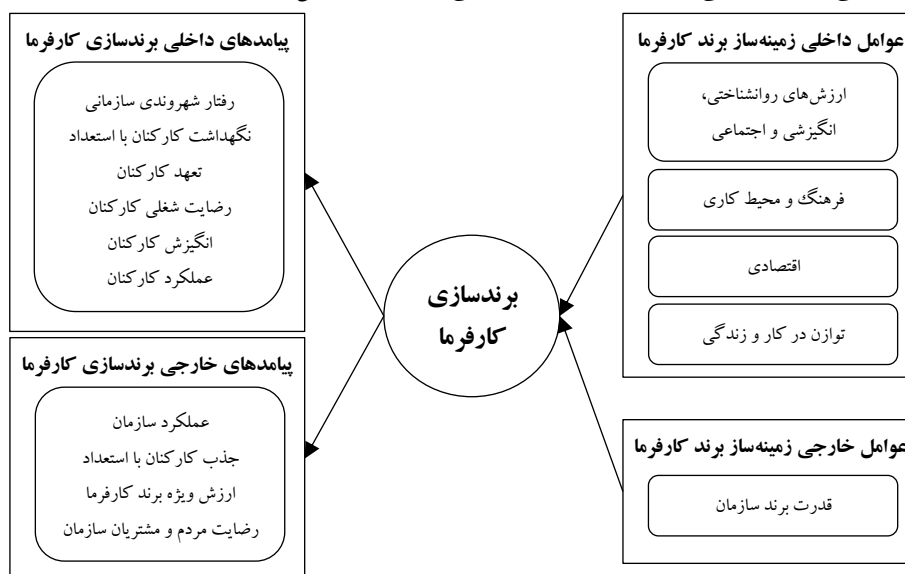 عوامل داخلی زمینه‌ساز برند کارفرما
ارزش‌های روانشناختی،
انگیزشی و اجتماعی
فرهنگ و محیط کاری
اقتصادی
توازن در کار و زندگی
عوامل خارجی زمینه‌ساز برند کارفرما
قدرت برند سازمان
برندسازی
کارفرما
پیامدهای داخلی برندسازی کارفرما
رفتار شهروندی سازمانی
نگهداشت کارکنان با استعداد
تعهد کارکنان
رضایت شغلی کارکنان
انگیزش کارکنان
عملکرد کارکنان
پیامدهای خارجی برندسازی کارفرما
عملکرد سازمان
جذب کارکنان با استعداد
ارزش ویژه برند کارفرما
رضایت مردم و مشتریان سازمان